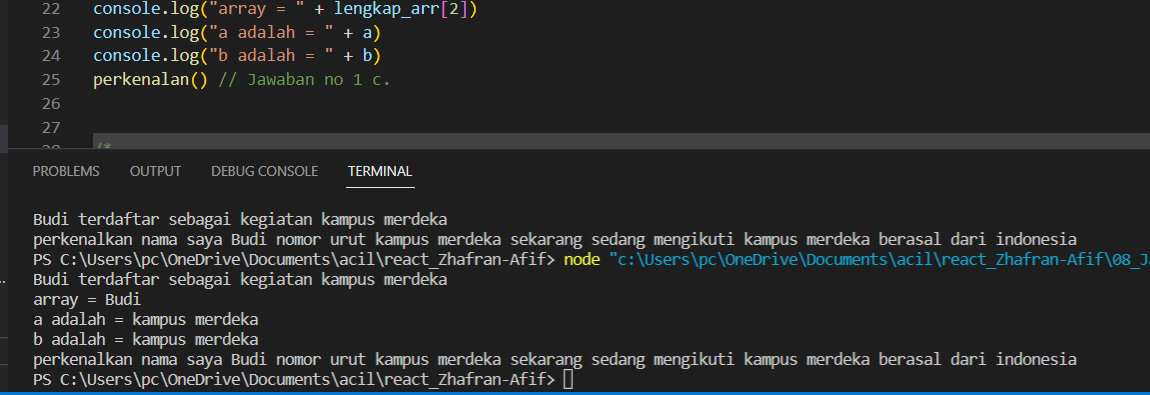 22 console.log("array = " + lengkap_arr[2])
23 console.log("a adalah = " + a)
24 console.log("b adalah = " + b)
25 perkenalan() // Jawaban no 1 c.
26
27
28 /*
PROBLEMS OUTPUT DEBUG CONSOLE TERMINAL
Budi terdaftar sebagai kegiatan kampus merdeka
perkenalkan nama saya Budi nomor urut kampus merdeka sekarang sedang mengikuti kampus merdeka berasal dari indonesia
PS C:\Users\pc\OneDrive\Documents\acil\react_Zhafran-Afif> node "c:\Users\pc\OneDrive\Documents\acil\react_Zhafran-Afif\08_J
Budi terdaftar sebagai kegiatan kampus merdeka
array = Budi
a adalah = kampus merdeka
b adalah = kampus merdeka
perkenalkan nama saya Budi nomor urut kampus merdeka sekarang sedang mengikuti kampus merdeka berasal dari indonesia
PS C:\Users\pc\OneDrive\Documents\acil\react_Zhafran-Afif>